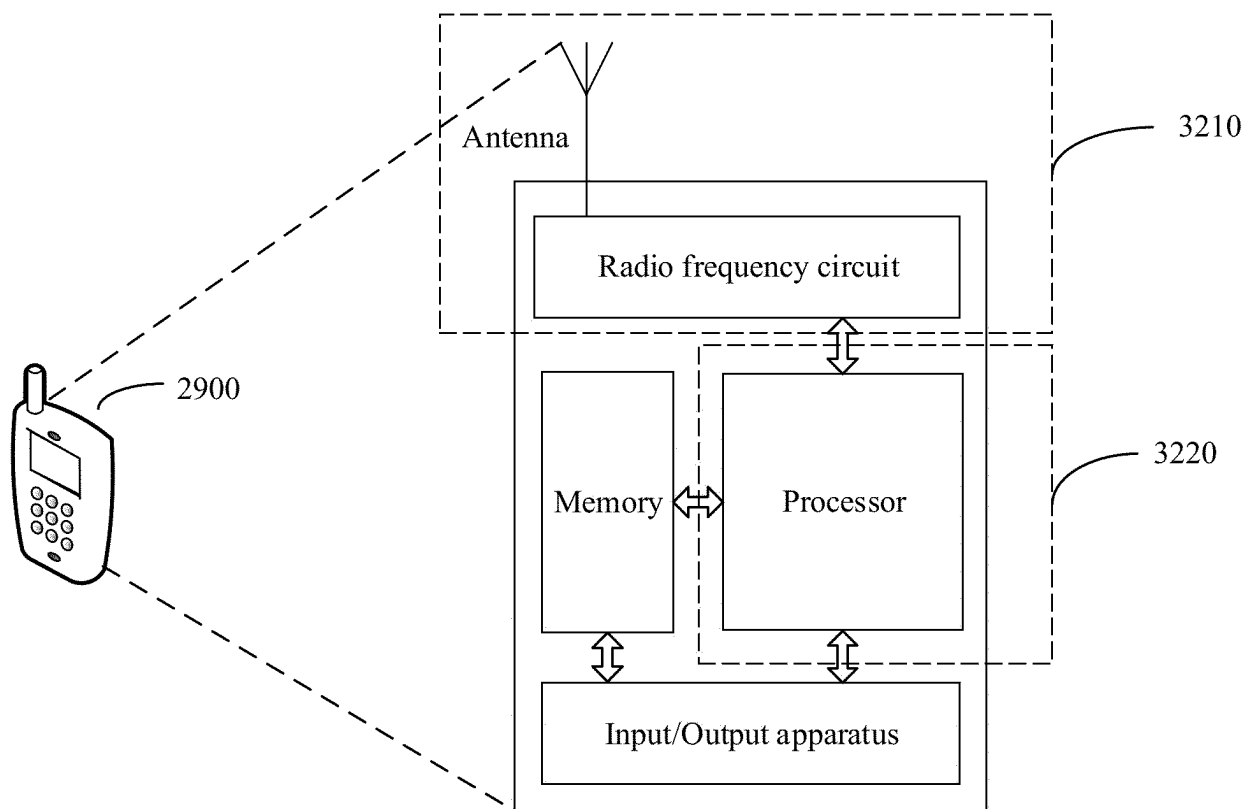 3210
Antenna
Radio frequency circuit
2900
3220
Memory
Processor
Input/Output apparatus